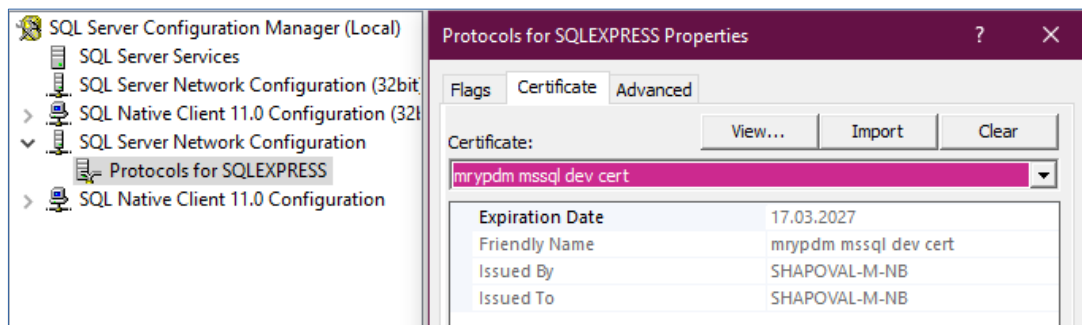 SQL Server Configuration Manager (Local)
SQL Server Services
SQL Server Network Configuration (32bit
SQL Native Client 11.0 Configuration (32b
SQL Server Network Configuration
Protocols for SQLEXPRESS
SQL Native Client 11.0 Configuration
Protocols for SQLEXPRESS Properties ? ×
Flags Certificate Advanced
Certificate: View... Import Clear
mrypdm mssql dev cert
Expiration Date 17.03.2027
Friendly Name mrypdm mssql dev cert
Issued By SHAPOVAL-M-NB
Issued To SHAPOVAL-M-NB